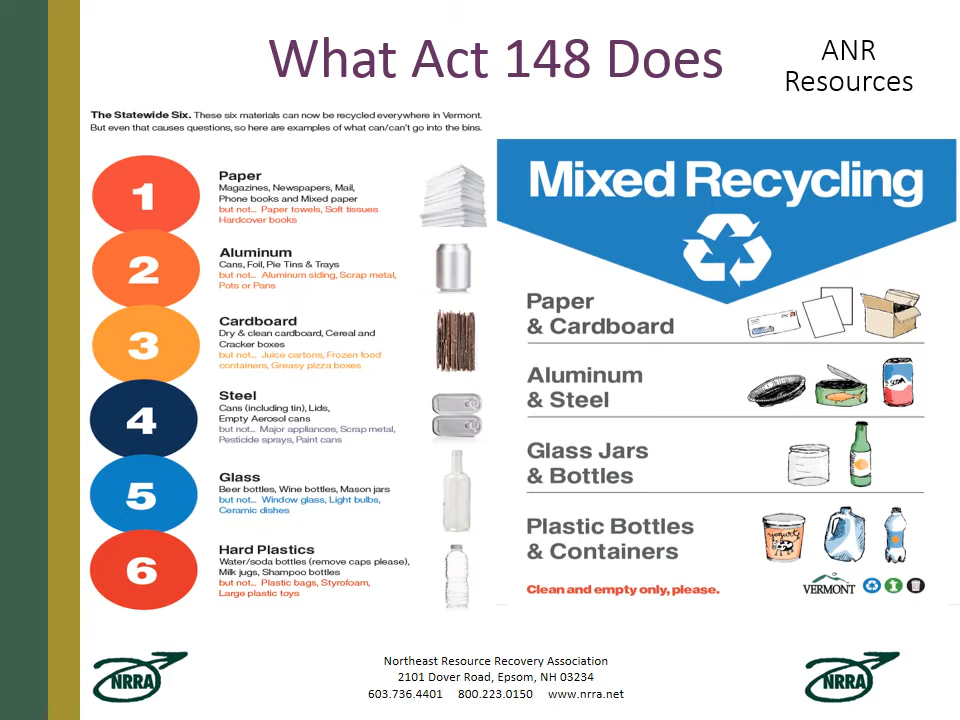 What Act 148 Does
ANR
Resources
The Statewide Six. These six materials can now be recycled everywhere in Vermont.
But even that causes questions, so here are examples of what can/can't go into the bins.
1
Paper
Magazines, Newspapers, Mail,
Phone books and Mixed paper
but not... Paper towels, Soft tissues
Hardcover books
2
Aluminum
Cans, Foil, Pie Tins & Trays
but not... Aluminum siding, Scrap metal,
Pots or Pans
3
Cardboard
Dry & clean cardboard, Cereal and
Cracker boxes
but not... Juice cartons, Frozen food
containers, Greasy pizza boxes
4
Steel
Cans (including tin), Lids,
Empty Aerosol cans
but not... Major appliances, Scrap metal,
Pesticide sprays, Paint cans
5
Glass
Beer bottles, Wine bottles, Mason jars
but not... Window glass, Light bulbs,
Ceramic dishes
6
Hard Plastics
Water/soda bottles (remove caps please),
Milk jugs, Shampoo bottles
but not... Plastic bags, Styrofoam,
Large plastic toys
Mixed Recycling
Paper
& Cardboard
Aluminum
& Steel
SODA
Glass Jars
& Bottles
Plastic Bottles
& Containers
yogurt
Clean and empty only, please.
VERMONT
NRRA
Northeast Resource Recovery Association
2101 Dover Road, Epsom, NH 03234
603.736.4401 800.223.0150 www.nrra.net
NRRA